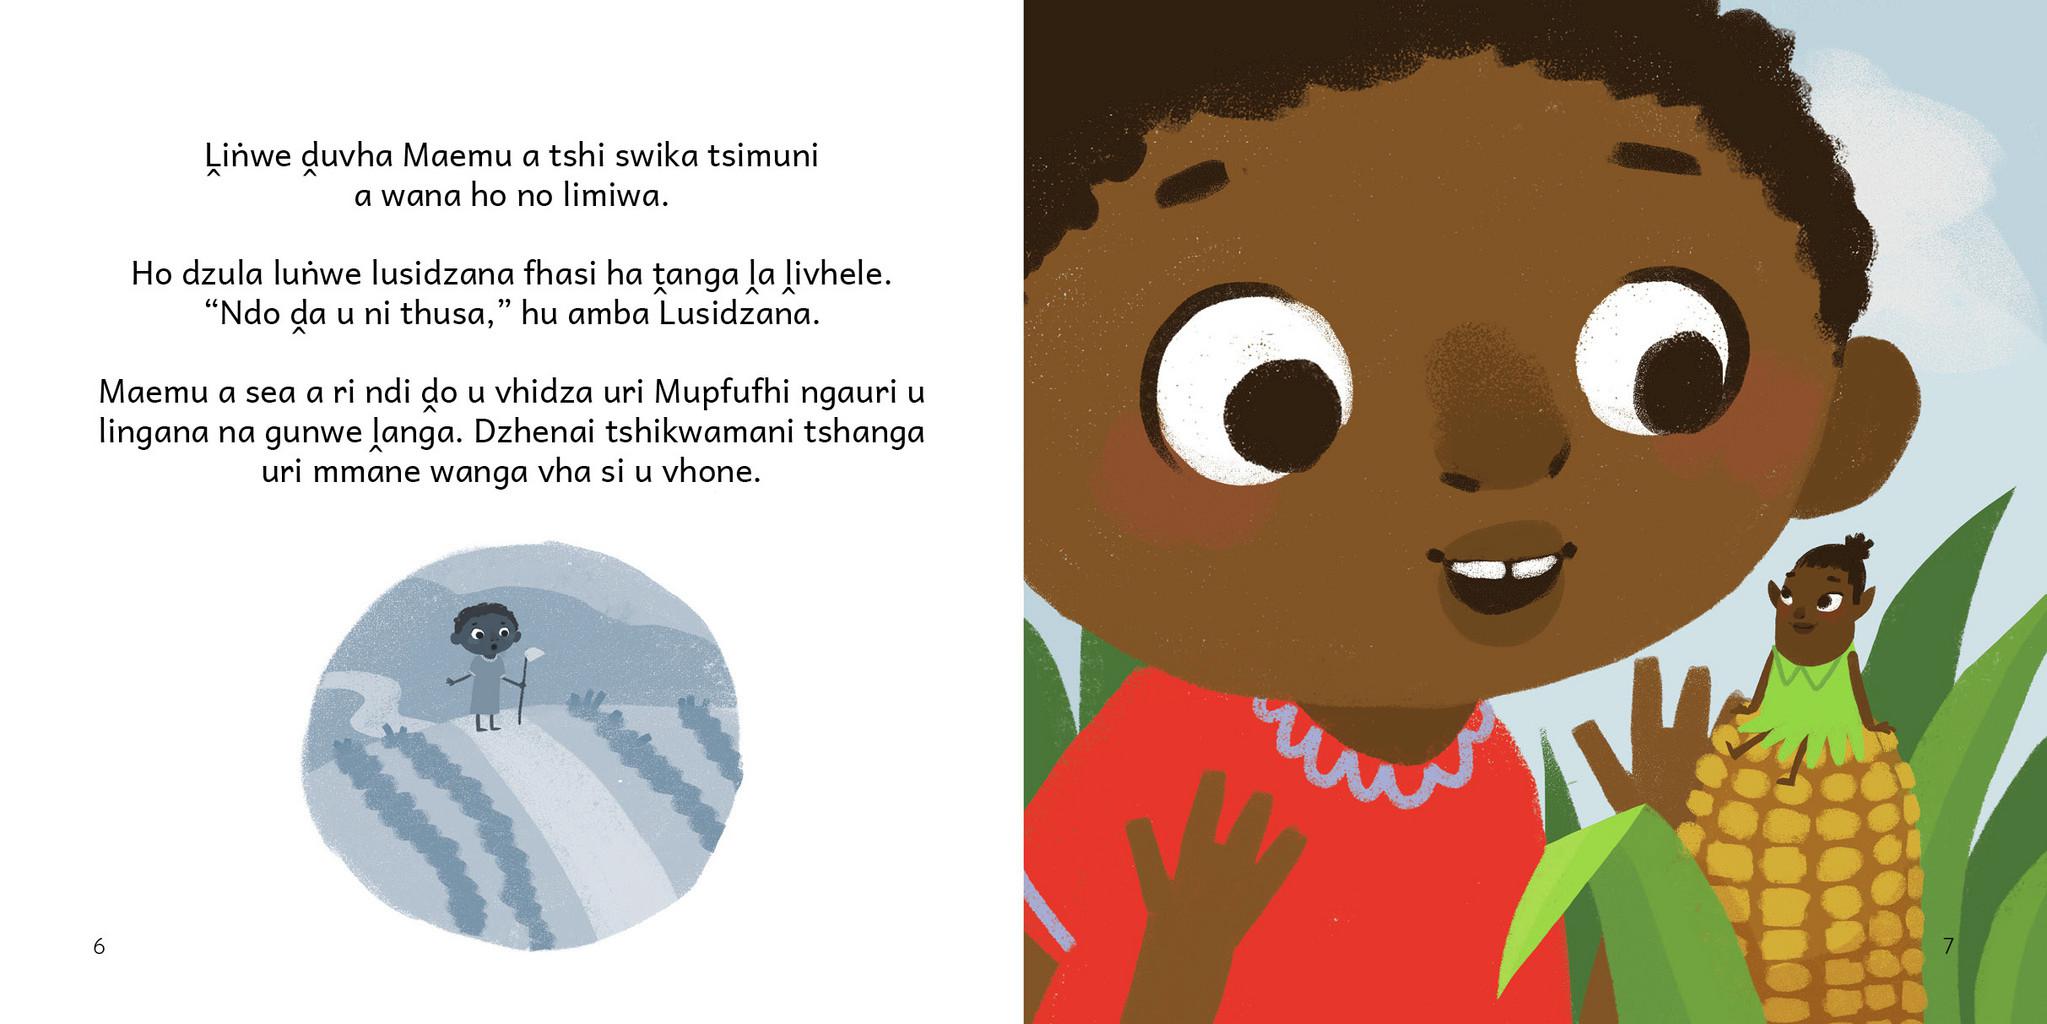 Ḽiṅwe ḓuvha Maemu a tshi swika tsimuni
a wana ho no limiwa.
Ho dzula luṅwe lusidzana fhasi ha ṱanga ḽa ḽivhele.
“Ndo ḓa u ni thusa,” hu amba Lusidzana.
Maemu a sea a ri ndi ḓo u vhidza uri Mupfufhi ngauri u
lingana na gunwe ḽanga. Dzhenai tshikwamani tshanga
uri mmane wanga vha si u vhone.
6
7